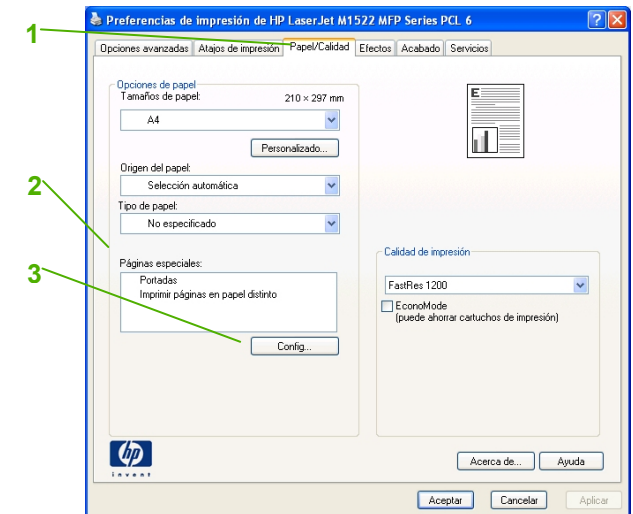 Preferencias de impresión de HP LaserJet M1522 MFP Series PCL 6
1
Opciones avanzadas Atajos de impresión Papel/Calidad Efectos Acabado Servicios
Opciones de papel
Tamaños de papel: 210 × 297 mm
A4
E
Personalizado...
Origen del papel:
Selección automática
2
Tipo de papel:
No especificado
Calidad de impresión
3
Páginas especiales:
Portadas
Imprimir páginas en papel distinto
FastRes 1200
EconoMode
(puede ahorrar cartuchos de impresión)
Config...
hp
invent
Acerca de... Ayuda
Aceptar Cancelar Aplicar